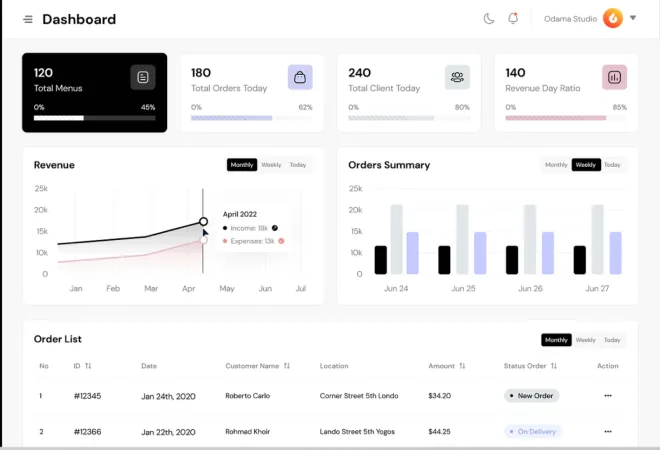 Dashboard
Odama Studio
120
Total Menus
0% 45%
180
Total Orders Today
0% 62%
240
Total Client Today
0% 80%
140
Revenue Day Ratio
0% 85%
Revenue
Monthly Weekly Today
25k
20k
15k
10k
0
April 2022
Income: 18k
Expenses: 13k
Jan Feb Mar Apr May Jun Jul
Orders Summary
Monthly Weekly Today
25k
20k
15k
10k
0
Jun 24 Jun 25 Jun 26 Jun 27
Order List
Monthly Weekly Today
No ID Date Customer Name Location Amount Status Order Action
1 #12345 Jan 24th, 2020 Roberto Carlo Corner Street 5th Londo $34.20 New Order
2 #12366 Jan 22th, 2020 Rohmad Khoir Lando Street 5th Yogos $44.25 On Delivery